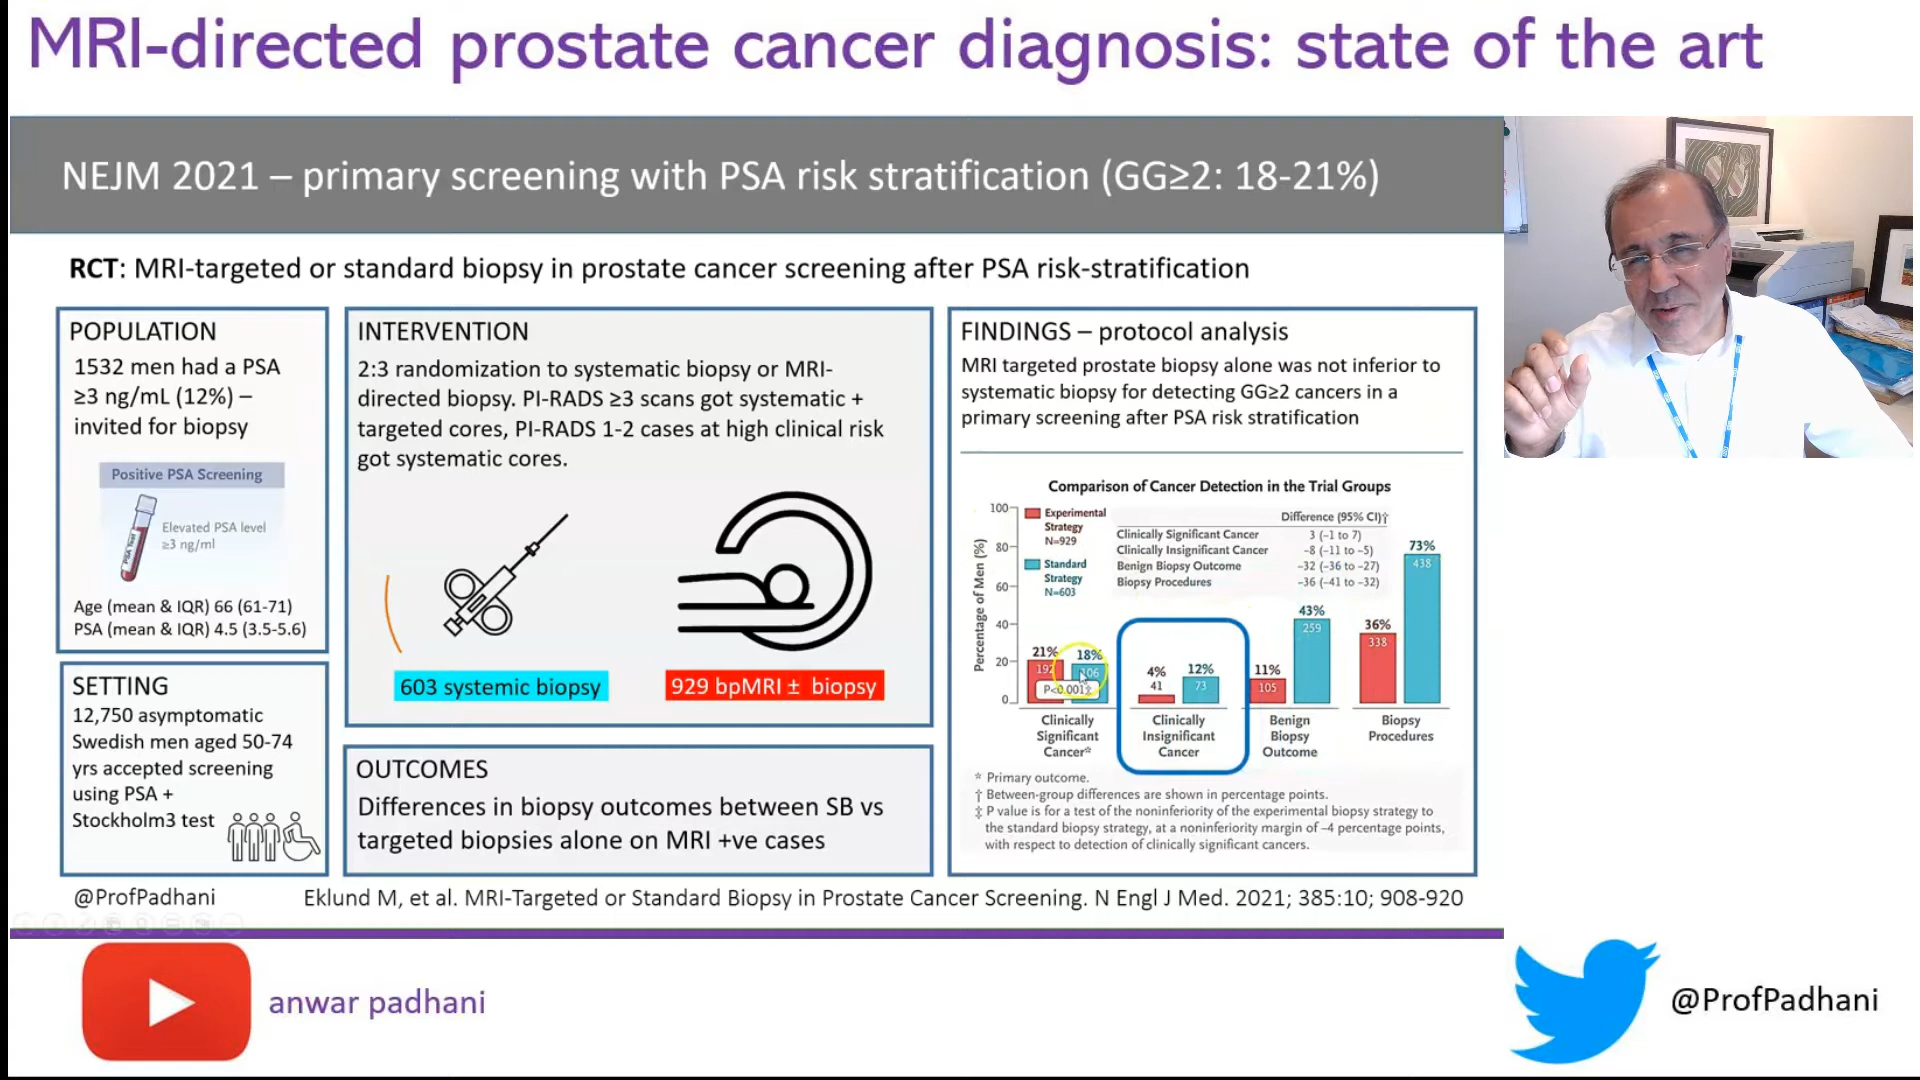 MRI-directed prostate cancer diagnosis: state of the art
NEJM 2021 – primary screening with PSA risk stratification (GG≥2: 18-21%)
RCT: MRI-targeted or standard biopsy in prostate cancer screening after PSA risk-stratification
POPULATION
1532 men had a PSA
≥3 ng/mL (12%) –
invited for biopsy
Positive PSA Screening
PSA Test
Elevated PSA level
≥3 ng/ml
Age (mean & IQR) 66 (61-71)
PSA (mean & IQR) 4.5 (3.5-5.6)
SETTING
12,750 asymptomatic
Swedish men aged 50-74
yrs accepted screening
using PSA +
Stockholm3 test
INTERVENTION
2:3 randomization to systematic biopsy or MRI-
directed biopsy. PI-RADS ≥3 scans got systematic +
targeted cores, PI-RADS 1-2 cases at high clinical risk
got systematic cores.
603 systemic biopsy
929 bpMRI ± biopsy
OUTCOMES
Differences in biopsy outcomes between SB vs
targeted biopsies alone on MRI +ve cases
FINDINGS – protocol analysis
MRI targeted prostate biopsy alone was not inferior to
systematic biopsy for detecting GG≥2 cancers in a
primary screening after PSA risk stratification
Comparison of Cancer Detection in the Trial Groups
Percentage of Men (%)
100
80
60
40
20
0
Experimental
Strategy
N=929
Standard
Strategy
N=603
Difference (95% CI)†
Clinically Significant Cancer 3 (–1 to 7)
Clinically Insignificant Cancer –8 (–11 to –5)
Benign Biopsy Outcome –32 (–36 to –27)
Biopsy Procedures –36 (–41 to –32)
21% 18% 4% 12% 11% 43% 36% 73%
192 106 41 73 105 259 338 438
P<0.001‡
Clinically
Significant
Cancer*
Clinically
Insignificant
Cancer
Benign
Biopsy
Outcome
Biopsy
Procedures
* Primary outcome.
† Between-group differences are shown in percentage points.
‡ P value is for a test of the noninferiority of the experimental biopsy strategy to
the standard biopsy strategy, at a noninferiority margin of –4 percentage points,
with respect to detection of clinically significant cancers.
@ProfPadhani
Eklund M, et al. MRI-Targeted or Standard Biopsy in Prostate Cancer Screening. N Engl J Med. 2021; 385:10; 908-920
anwar padhani
@ProfPadhani